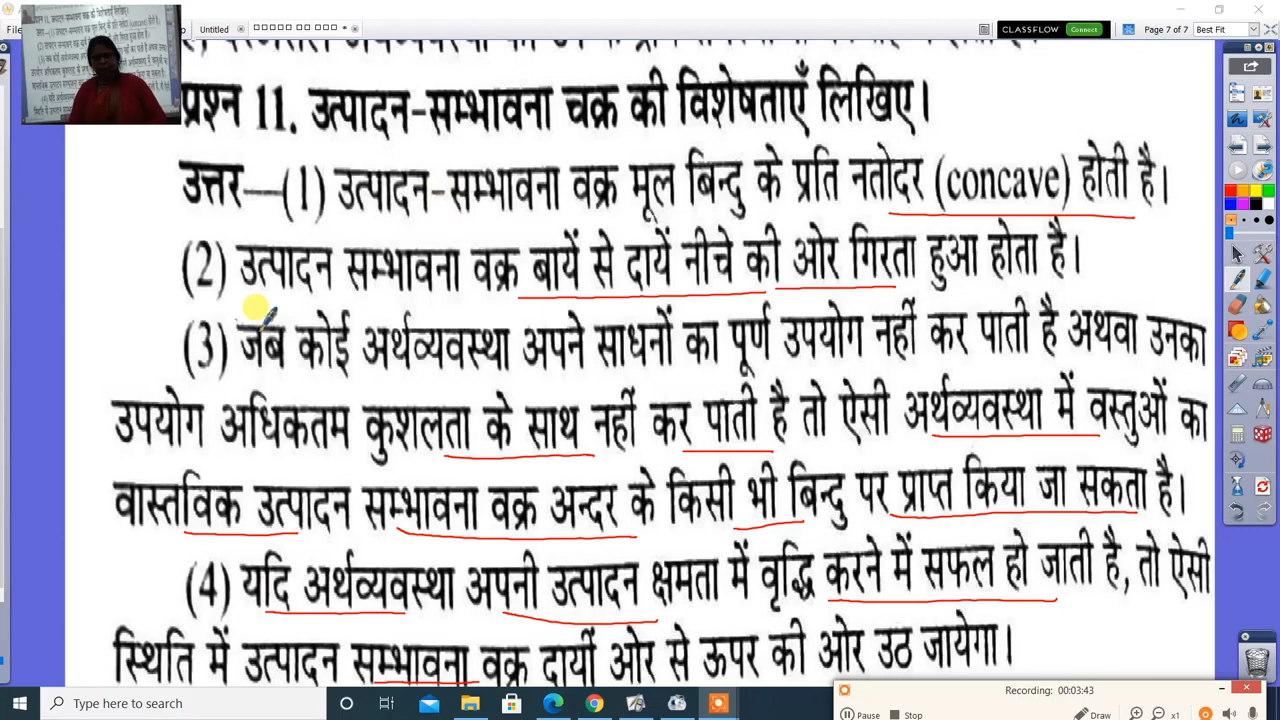 Untitled
CLASSFLOW Connect
Page 7 of 7
Best Fit
प्रश्न 11. उत्पादन-सम्भावना चक्र की विशेषताएँ लिखिए।
उत्तर—(1) उत्पादन-सम्भावना वक्र मूल बिन्दु के प्रति नतोदर (concave) होती है।
(2) उत्पादन सम्भावना वक्र बायें से दायें नीचे की ओर गिरता हुआ होता है।
(3) जब कोई अर्थव्यवस्था अपने साधनों का पूर्ण उपयोग नहीं कर पाती है अथवा उनका
उपयोग अधिकतम कुशलता के साथ नहीं कर पाती है तो ऐसी अर्थव्यवस्था में वस्तुओं का
वास्तविक उत्पादन सम्भावना वक्र अन्दर के किसी भी बिन्दु पर प्राप्त किया जा सकता है।
(4) यदि अर्थव्यवस्था अपनी उत्पादन क्षमता में वृद्धि करने में सफल हो जाती है, तो ऐसी
स्थिति में उत्पादन सम्भावना वक्र दायीं ओर से ऊपर की ओर उठ जायेगा।
Recording: 00:03:43
Pause Stop Draw x1
Type here to search